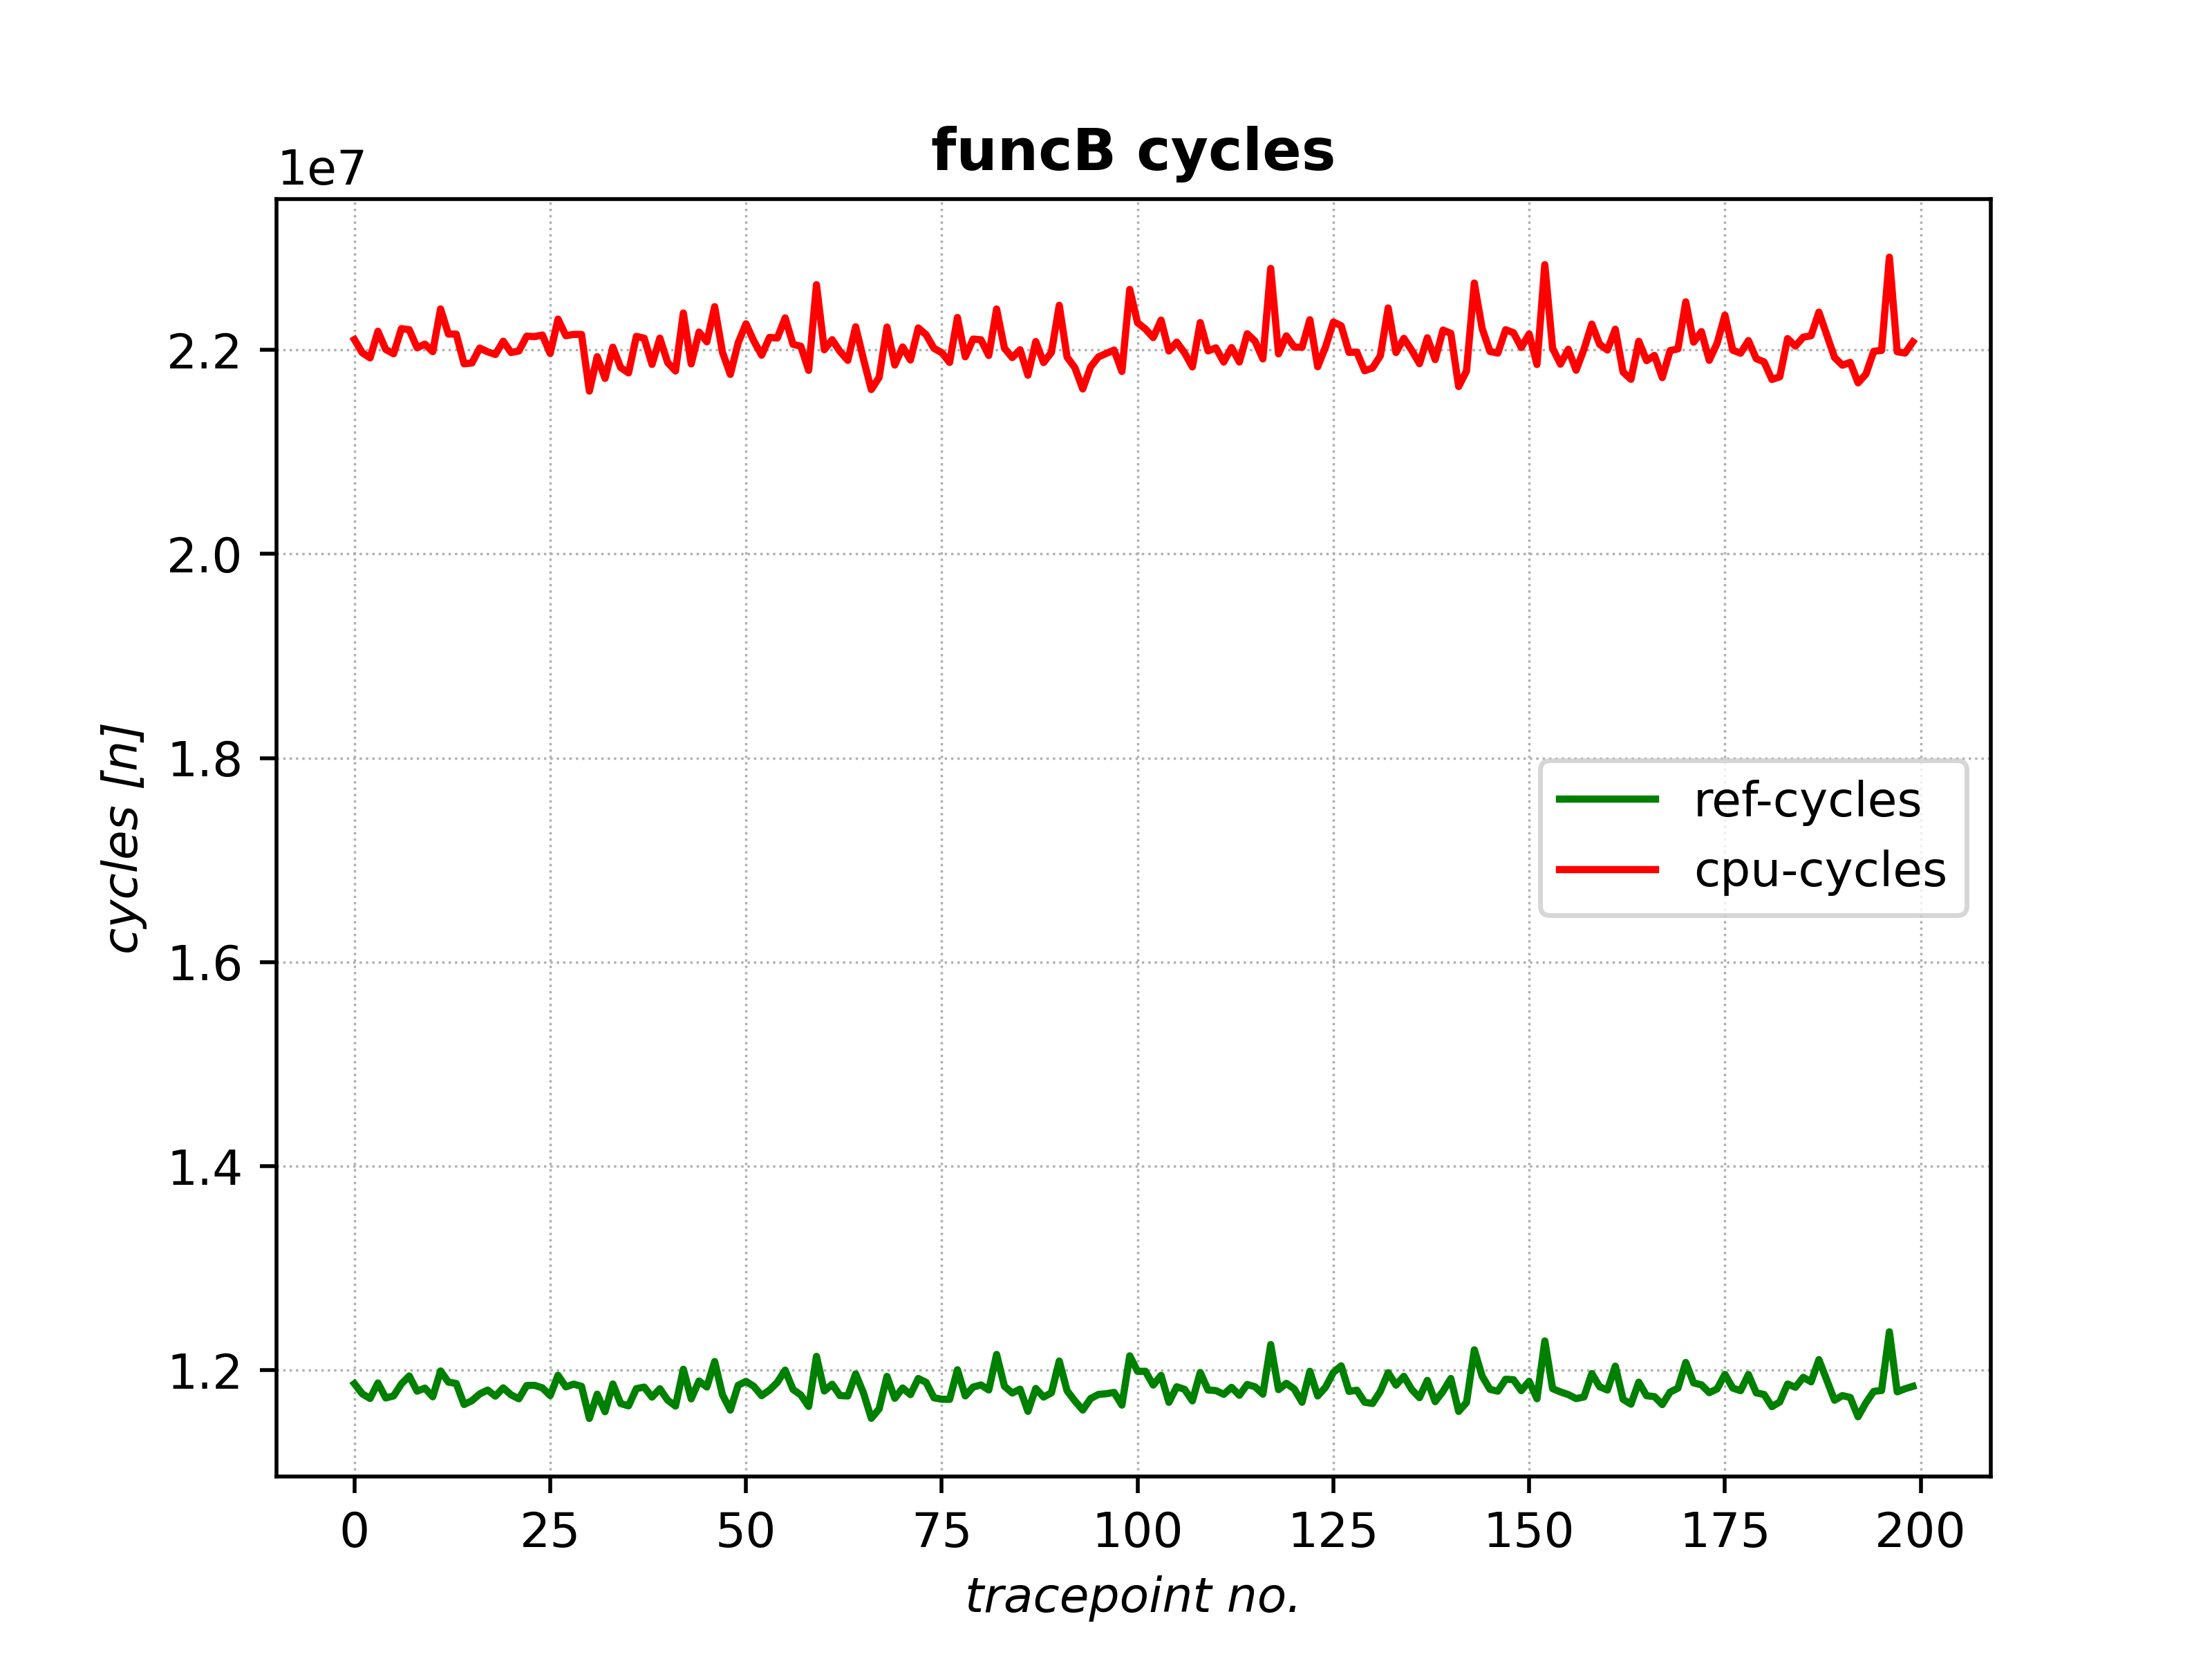 funcB cycles
1e7
2.2
2.0
1.8
1.6
1.4
1.2
cycles [n]
ref-cycles
cpu-cycles
0 25 50 75 100 125 150 175 200
tracepoint no.